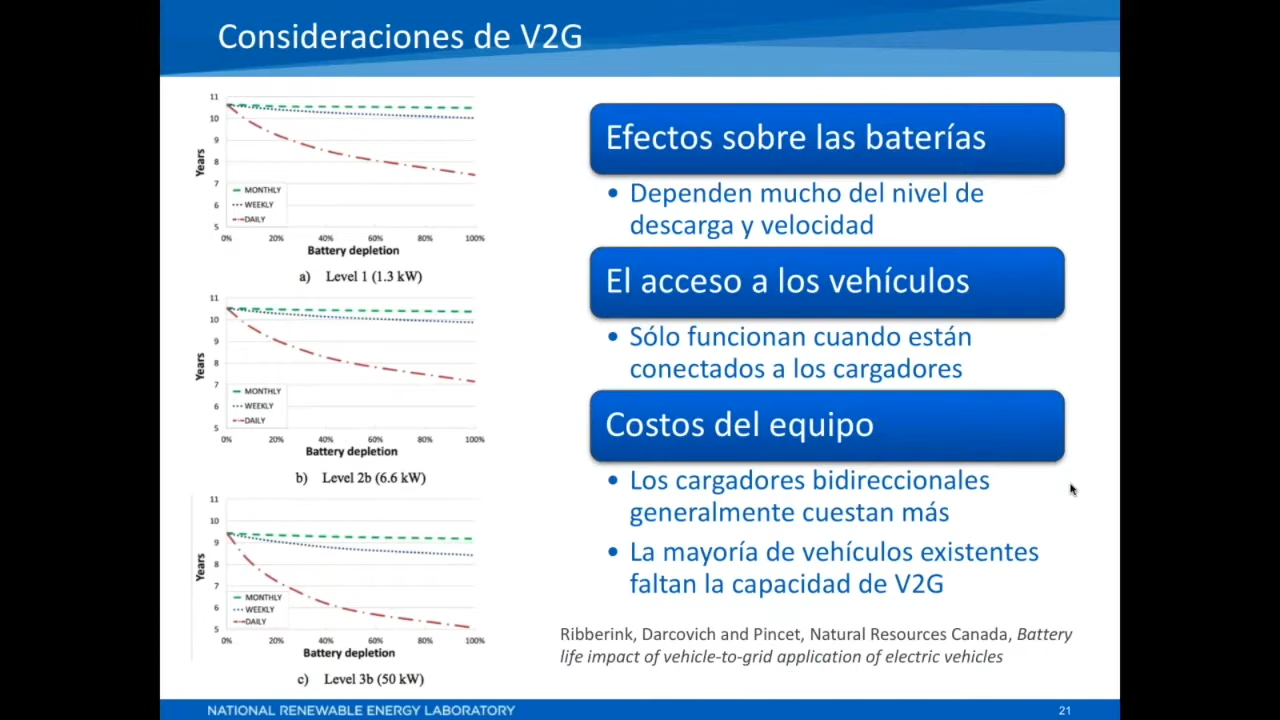 Consideraciones de V2G
11
10
9
8
7
6
5
Years
MONTHLY
WEEKLY
DAILY
0% 20% 40% 60% 80% 100%
Battery depletion
a) Level 1 (1.3 kW)
11
10
9
8
7
6
5
Years
MONTHLY
WEEKLY
DAILY
0% 20% 40% 60% 80% 100%
Battery depletion
b) Level 2b (6.6 kW)
11
10
9
8
7
6
5
Years
MONTHLY
WEEKLY
DAILY
0% 20% 40% 60% 80% 100%
Battery depletion
c) Level 3b (50 kW)
Efectos sobre las baterías
• Dependen mucho del nivel de
descarga y velocidad
El acceso a los vehículos
• Sólo funcionan cuando están
conectados a los cargadores
Costos del equipo
• Los cargadores bidireccionales
generalmente cuestan más
• La mayoría de vehículos existentes
faltan la capacidad de V2G
Ribberink, Darcovich and Pincet, Natural Resources Canada, Battery
life impact of vehicle-to-grid application of electric vehicles
NATIONAL RENEWABLE ENERGY LABORATORY
21